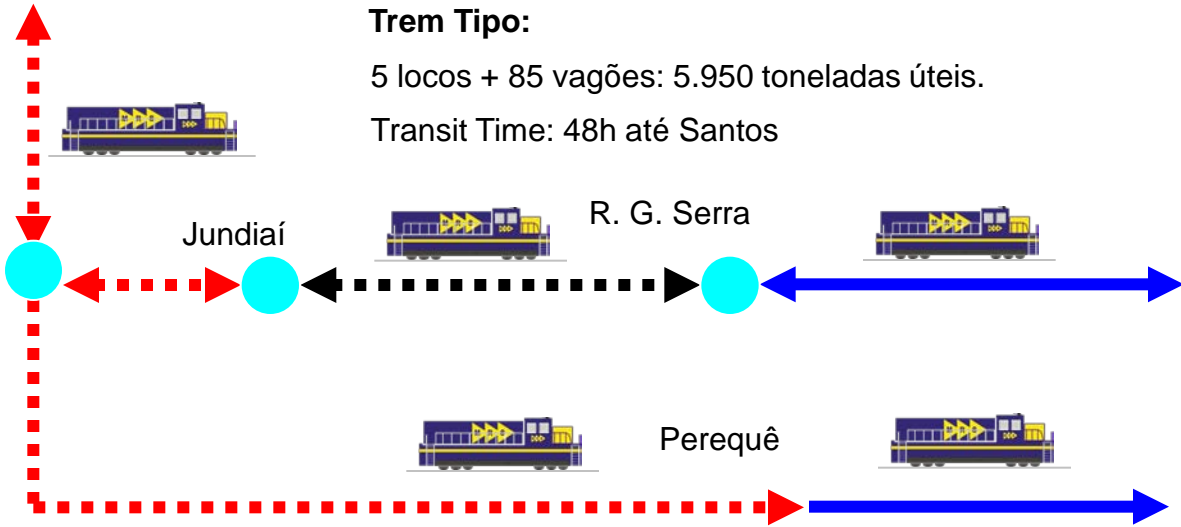 Trem Tipo:
5 locos + 85 vagões: 5.950 toneladas úteis.
Transit Time: 48h até Santos
Jundiaí
R. G. Serra
Perequê